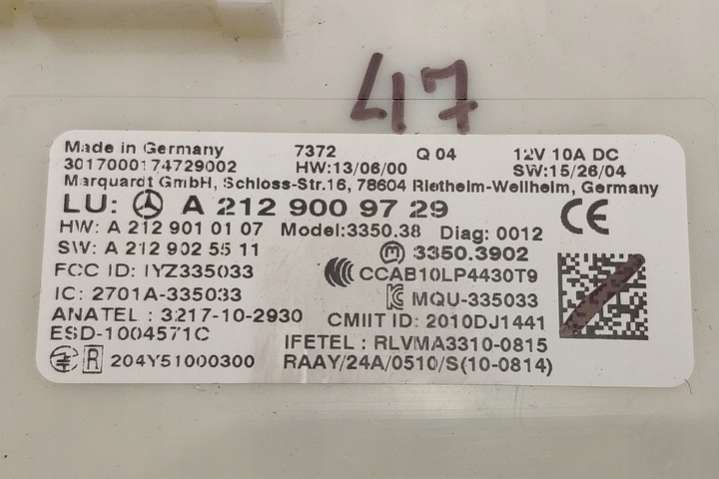 47
Made in Germany 7372 Q 04 12V 10A DC
3017000174729002 HW:13/06/00 SW:15/26/04
Marquardt GmbH, Schloss-Str.16, 78604 Rietheim-Weilheim, Germany
LU: A 212 900 97 29 CE
HW: A 212 901 01 07 Model:3350.38 Diag: 0012
SW: A 212 902 55 11 m 3350.3902
FCC ID: IYZ335033 CCAB10LP4430T9
IC: 2701A-335033 MQU-335033
ANATEL : 3217-10-2930 CMIIT ID: 2010DJ1441
ESD-1004571C IFETEL : RLVMA3310-0815
R 204Y51000300 RAAY/24A/0510/S(10-0814)